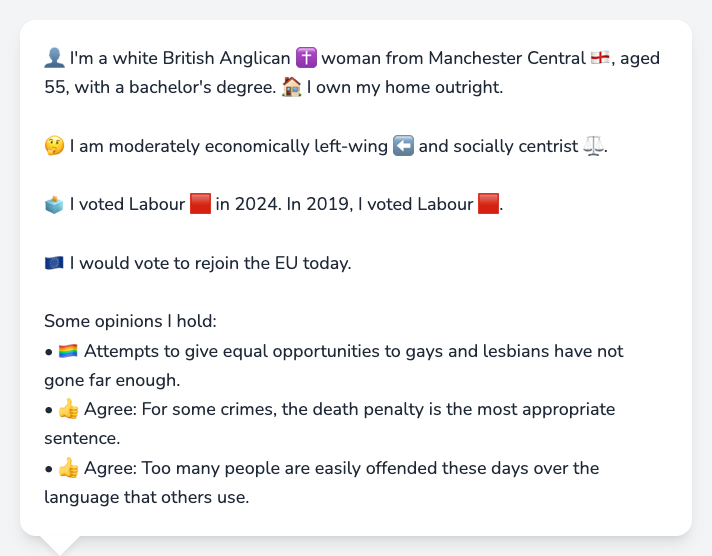 👤 I'm a white British Anglican ✝️ woman from Manchester Central 🏴󠁧󠁢󠁥󠁮󠁧󠁿, aged
55, with a bachelor's degree. 🏠 I own my home outright.
🤔 I am moderately economically left-wing ⬅️ and socially centrist ⚖️.
🗳️ I voted Labour 🟥 in 2024. In 2019, I voted Labour 🟥.
🇪🇺 I would vote to rejoin the EU today.
Some opinions I hold:
• 🏳️‍🌈 Attempts to give equal opportunities to gays and lesbians have not
gone far enough.
• 👍 Agree: For some crimes, the death penalty is the most appropriate
sentence.
• 👍 Agree: Too many people are easily offended these days over the
language that others use.